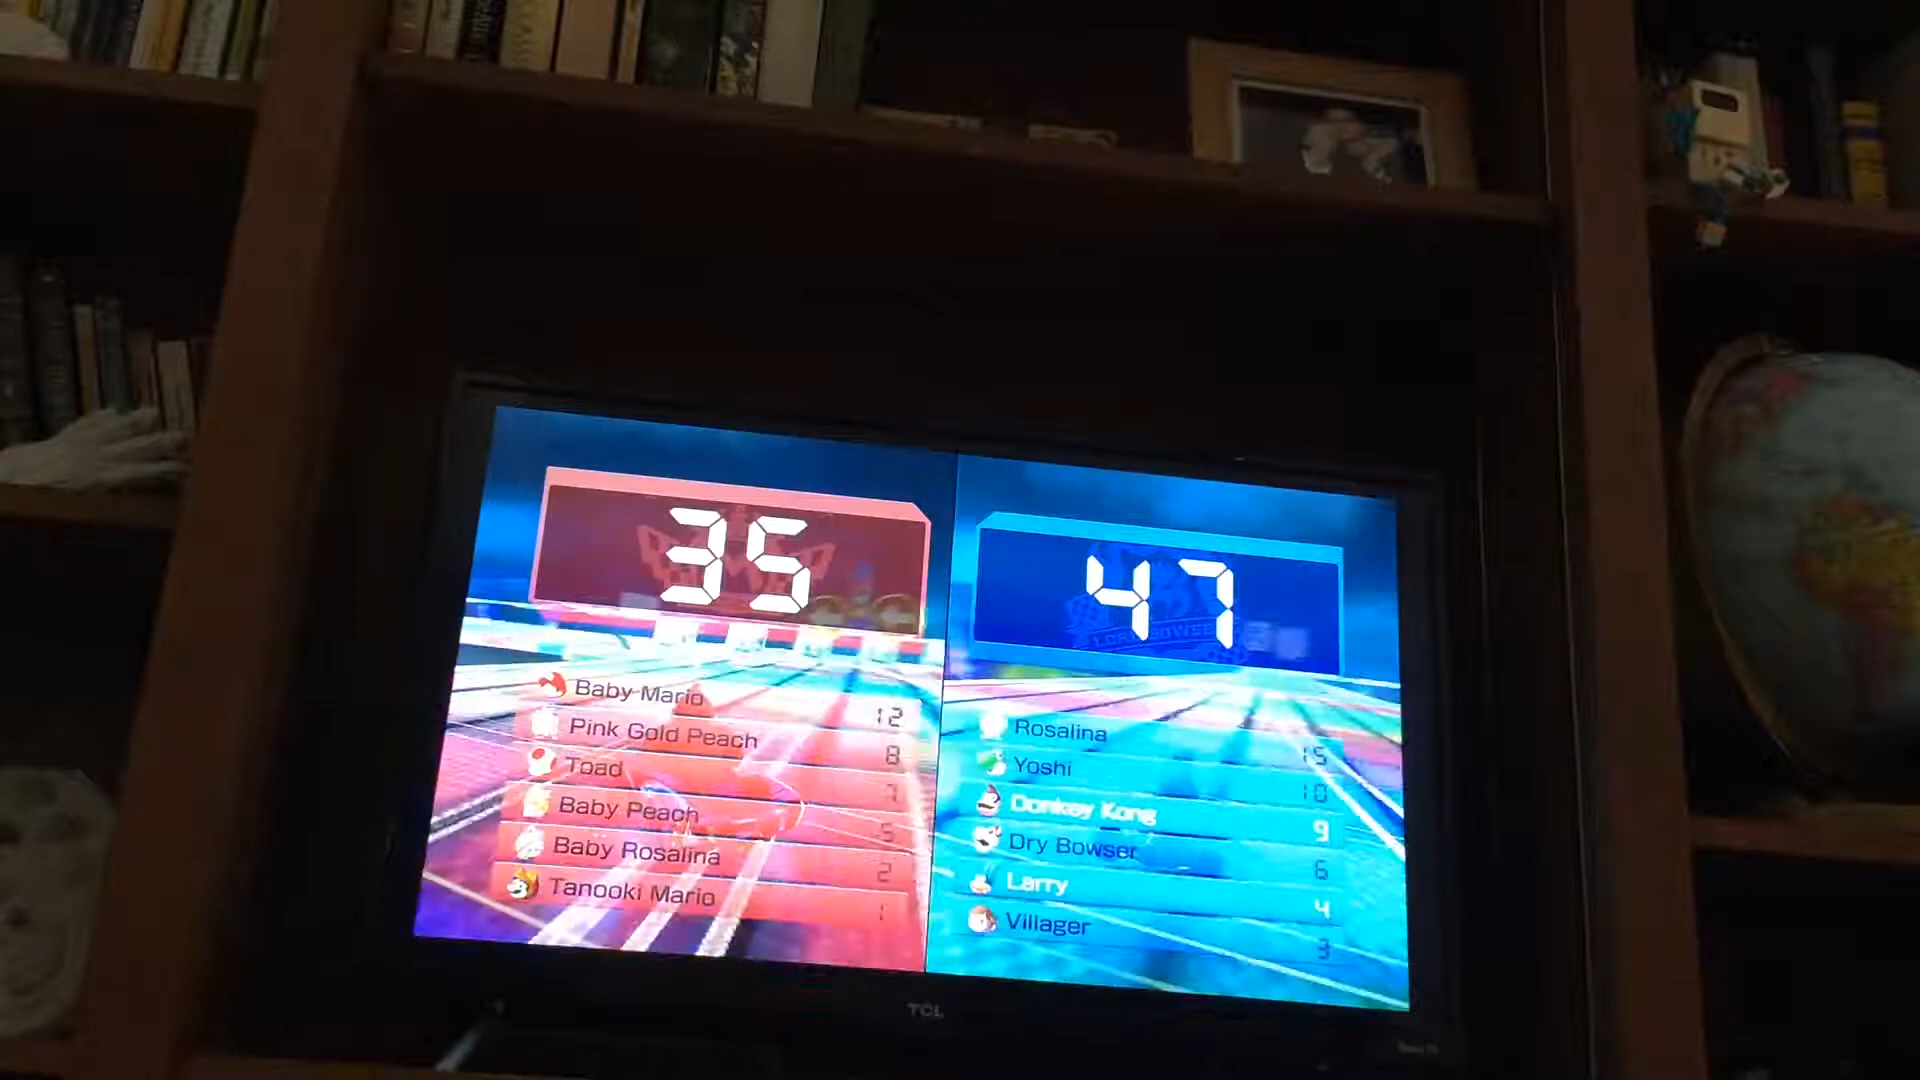 35
Baby Mario 12
Pink Gold Peach 8
Toad 7
Baby Peach 5
Baby Rosalina 2
Tanooki Mario 1
47
Rosalina 15
Yoshi 10
Donkey Kong 9
Dry Bowser 6
Larry 4
Villager 3
TCL